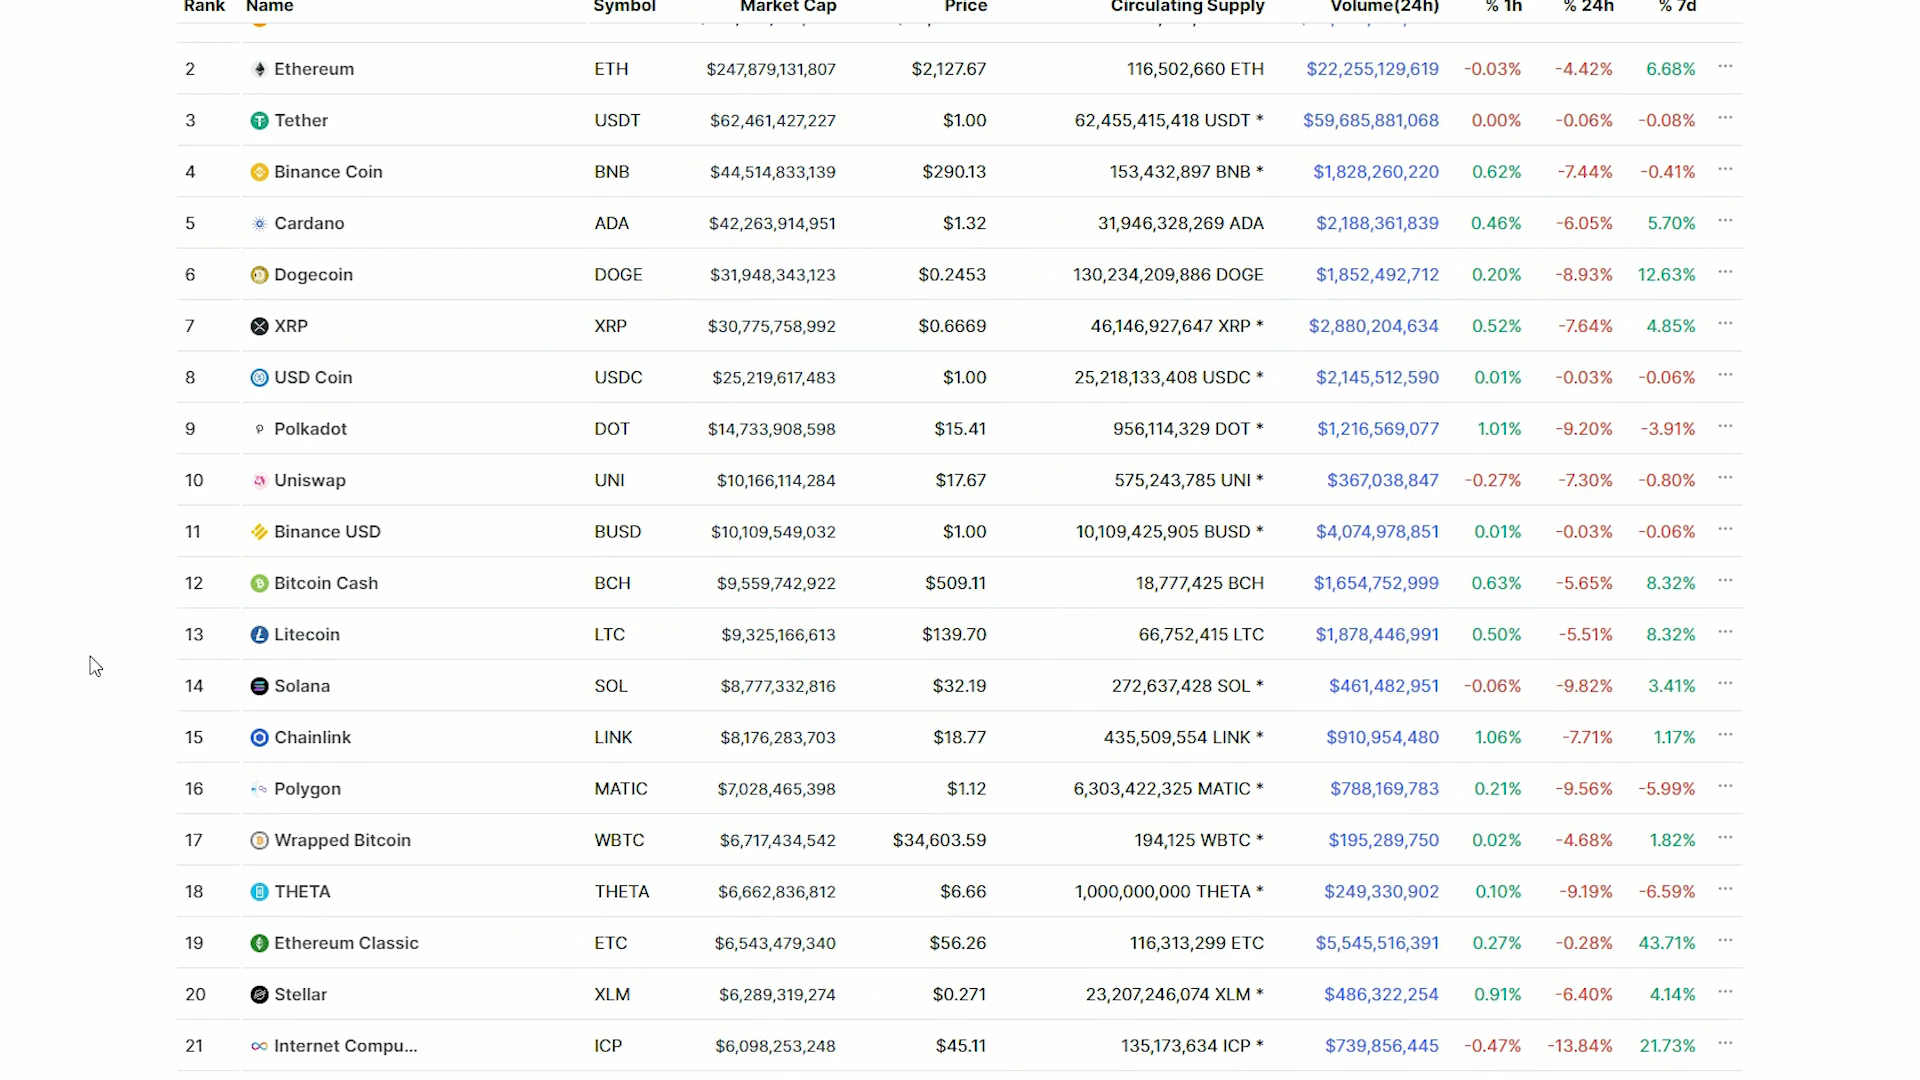 Rank Name Symbol Market Cap Price Circulating Supply Volume(24h) % 1h % 24h % 7d
2 Ethereum ETH $247,879,131,807 $2,127.67 116,502,660 ETH $22,255,129,619 -0.03% -4.42% 6.68% ...
3 Tether USDT $62,461,427,227 $1.00 62,455,415,418 USDT * $59,685,881,068 0.00% -0.06% -0.08% ...
4 Binance Coin BNB $44,514,833,139 $290.13 153,432,897 BNB * $1,828,260,220 0.62% -7.44% -0.41% ...
5 Cardano ADA $42,263,914,951 $1.32 31,946,328,269 ADA $2,188,361,839 0.46% -6.05% 5.70% ...
6 Dogecoin DOGE $31,948,343,123 $0.2453 130,234,209,886 DOGE $1,852,492,712 0.20% -8.93% 12.63% ...
7 XRP XRP $30,775,758,992 $0.6669 46,146,927,647 XRP * $2,880,204,634 0.52% -7.64% 4.85% ...
8 USD Coin USDC $25,219,617,483 $1.00 25,218,133,408 USDC * $2,145,512,590 0.01% -0.03% -0.06% ...
9 Polkadot DOT $14,733,908,598 $15.41 956,114,329 DOT * $1,216,569,077 1.01% -9.20% -3.91% ...
10 Uniswap UNI $10,166,114,284 $17.67 575,243,785 UNI * $367,038,847 -0.27% -7.30% -0.80% ...
11 Binance USD BUSD $10,109,549,032 $1.00 10,109,425,905 BUSD * $4,074,978,851 0.01% -0.03% -0.06% ...
12 Bitcoin Cash BCH $9,559,742,922 $509.11 18,777,425 BCH $1,654,752,999 0.63% -5.65% 8.32% ...
13 Litecoin LTC $9,325,166,613 $139.70 66,752,415 LTC $1,878,446,991 0.50% -5.51% 8.32% ...
14 Solana SOL $8,777,332,816 $32.19 272,637,428 SOL * $461,482,951 -0.06% -9.82% 3.41% ...
15 Chainlink LINK $8,176,283,703 $18.77 435,509,554 LINK * $910,954,480 1.06% -7.71% 1.17% ...
16 Polygon MATIC $7,028,465,398 $1.12 6,303,422,325 MATIC * $788,169,783 0.21% -9.56% -5.99% ...
17 Wrapped Bitcoin WBTC $6,717,434,542 $34,603.59 194,125 WBTC * $195,289,750 0.02% -4.68% 1.82% ...
18 THETA THETA $6,662,836,812 $6.66 1,000,000,000 THETA * $249,330,902 0.10% -9.19% -6.59% ...
19 Ethereum Classic ETC $6,543,479,340 $56.26 116,313,299 ETC $5,545,516,391 0.27% -0.28% 43.71% ...
20 Stellar XLM $6,289,319,274 $0.271 23,207,246,074 XLM * $486,322,254 0.91% -6.40% 4.14% ...
21 Internet Compu... ICP $6,098,253,248 $45.11 135,173,634 ICP * $739,856,445 -0.47% -13.84% 21.73% ...